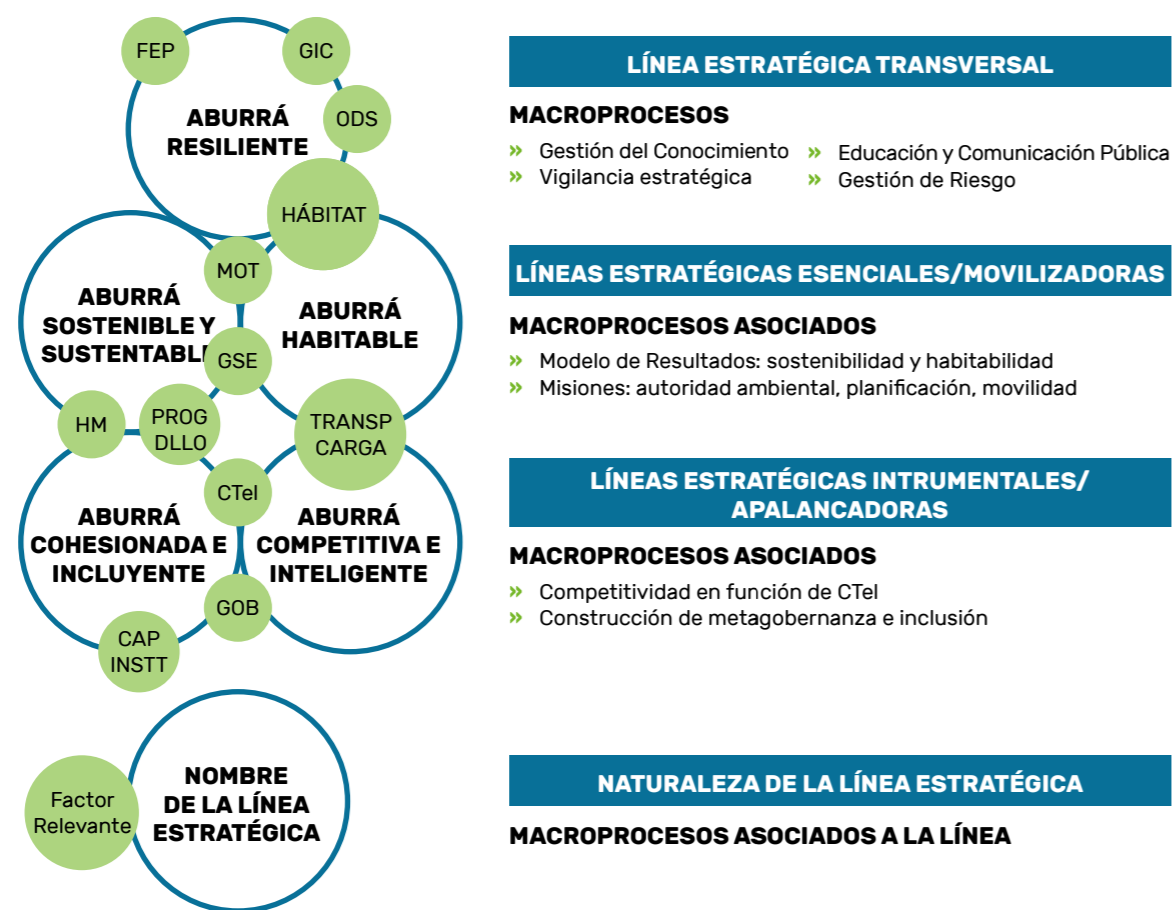 FEP
GIC
ABURRÁ
RESILIENTE
ODS
HÁBITAT
MOT
ABURRÁ
SOSTENIBLE Y
SUSTENTABLE
ABURRÁ
HABITABLE
GSE
HM
PROG
DLLO
TRANSP
CARGA
CTeI
ABURRÁ
COHESIONADA E
INCLUYENTE
ABURRÁ
COMPETITIVA E
INTELIGENTE
GOB
CAP
INSTT
Factor
Relevante
NOMBRE
DE LA LÍNEA
ESTRATÉGICA
LÍNEA ESTRATÉGICA TRANSVERSAL
MACROPROCESOS
» Gestión del Conocimiento
» Vigilancia estratégica
» Educación y Comunicación Pública
» Gestión de Riesgo
LÍNEAS ESTRATÉGICAS ESENCIALES/MOVILIZADORAS
MACROPROCESOS ASOCIADOS
» Modelo de Resultados: sostenibilidad y habitabilidad
» Misiones: autoridad ambiental, planificación, movilidad
LÍNEAS ESTRATÉGICAS INTRUMENTALES/
APALANCADORAS
MACROPROCESOS ASOCIADOS
» Competitividad en función de CTeI
» Construcción de metagobernanza e inclusión
NATURALEZA DE LA LÍNEA ESTRATÉGICA
MACROPROCESOS ASOCIADOS A LA LÍNEA